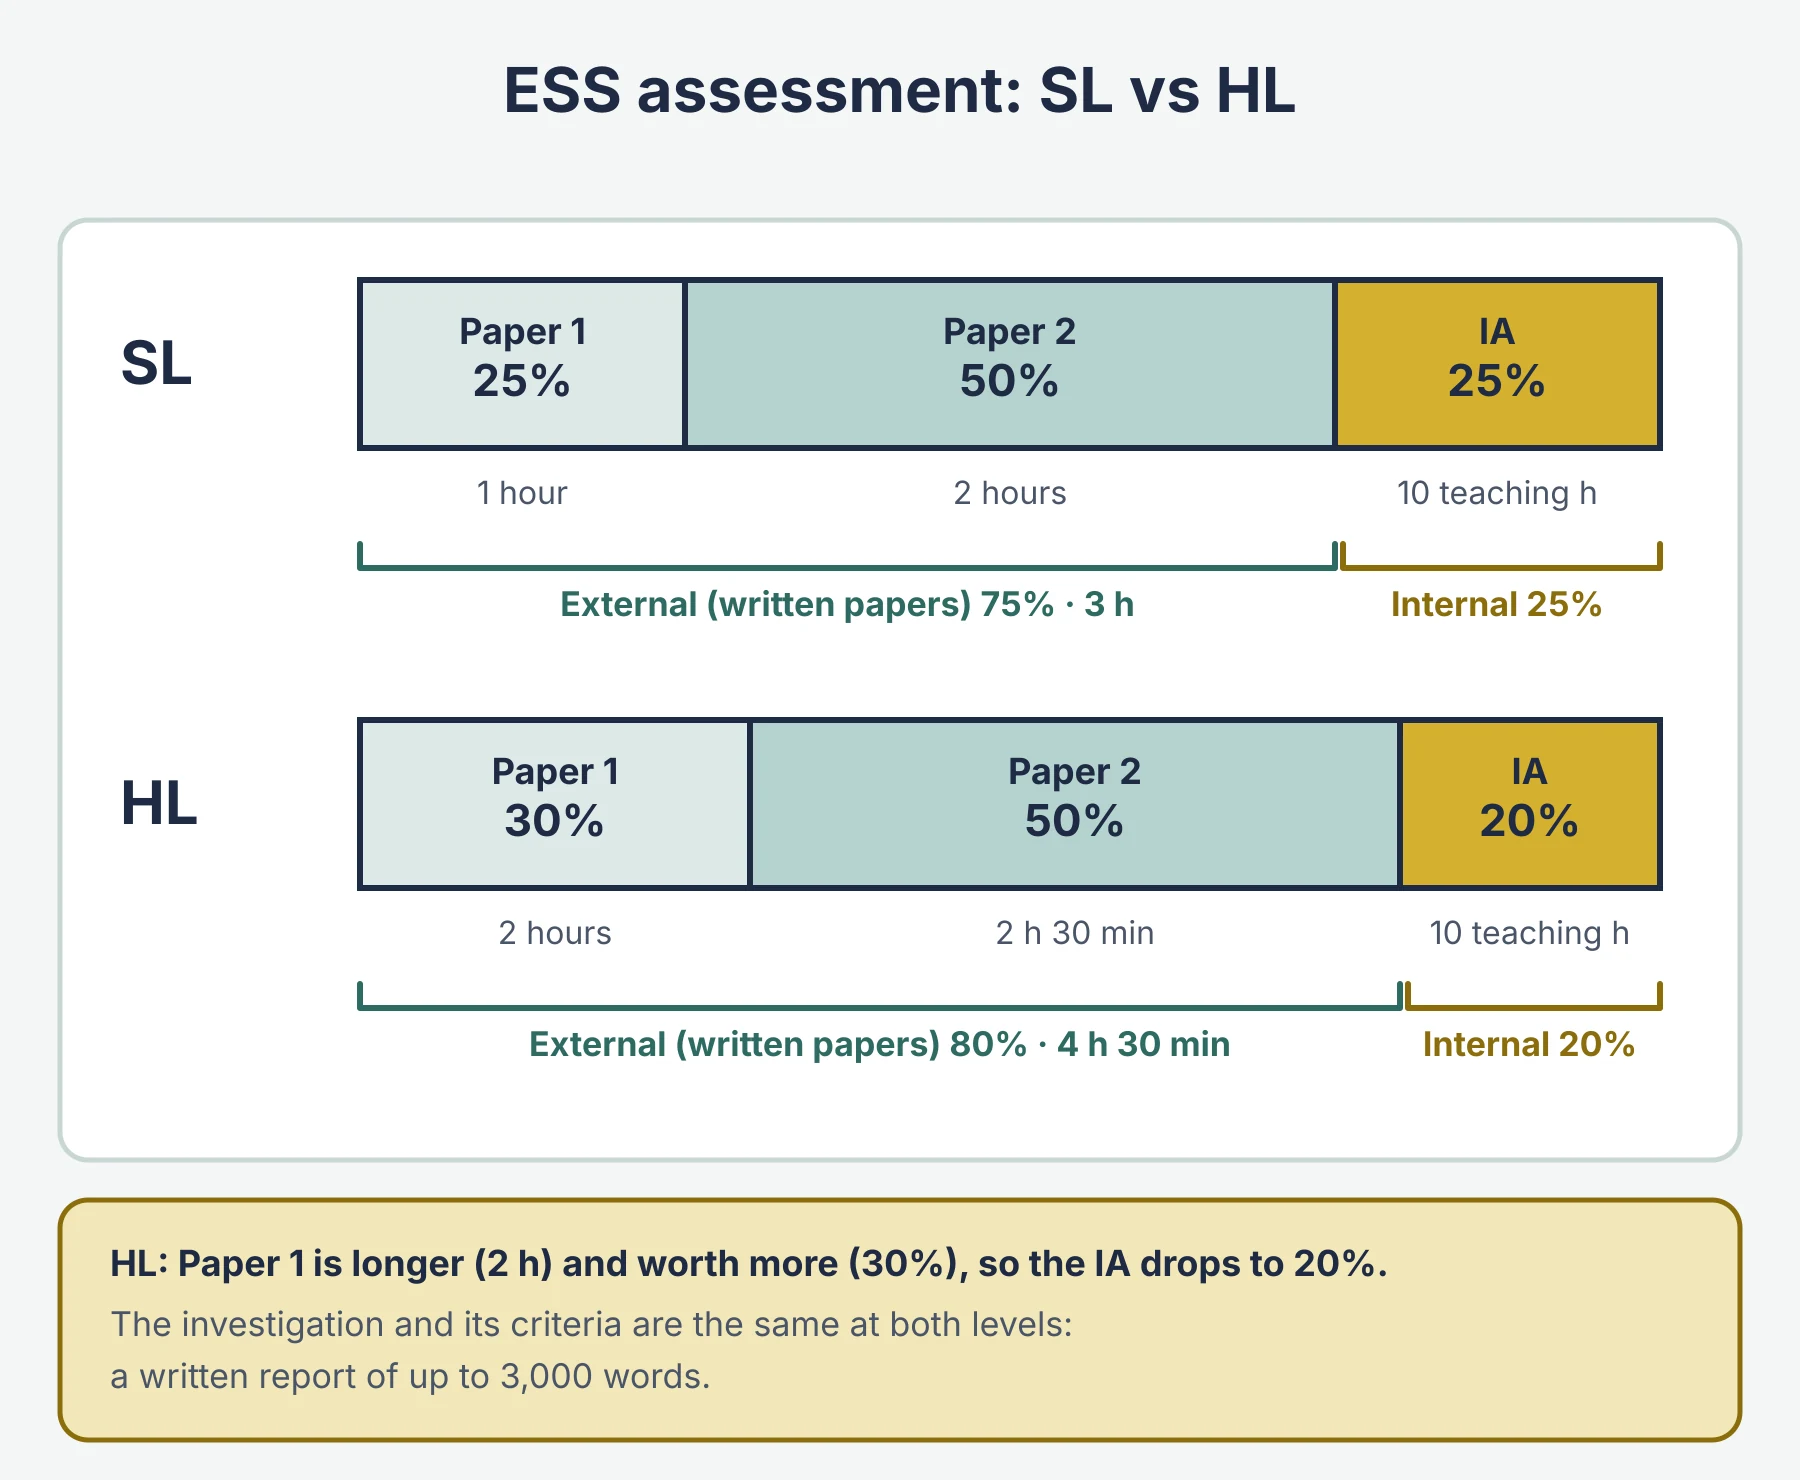 ESS assessment: SL vs HL
SL
Paper 1
25%
Paper 2
50%
IA
25%
1 hour
2 hours
10 teaching h
External (written papers) 75% · 3 h
Internal 25%
HL
Paper 1
30%
Paper 2
50%
IA
20%
2 hours
2 h 30 min
10 teaching h
External (written papers) 80% · 4 h 30 min
Internal 20%
HL: Paper 1 is longer (2 h) and worth more (30%), so the IA drops to 20%.
The investigation and its criteria are the same at both levels:
a written report of up to 3,000 words.